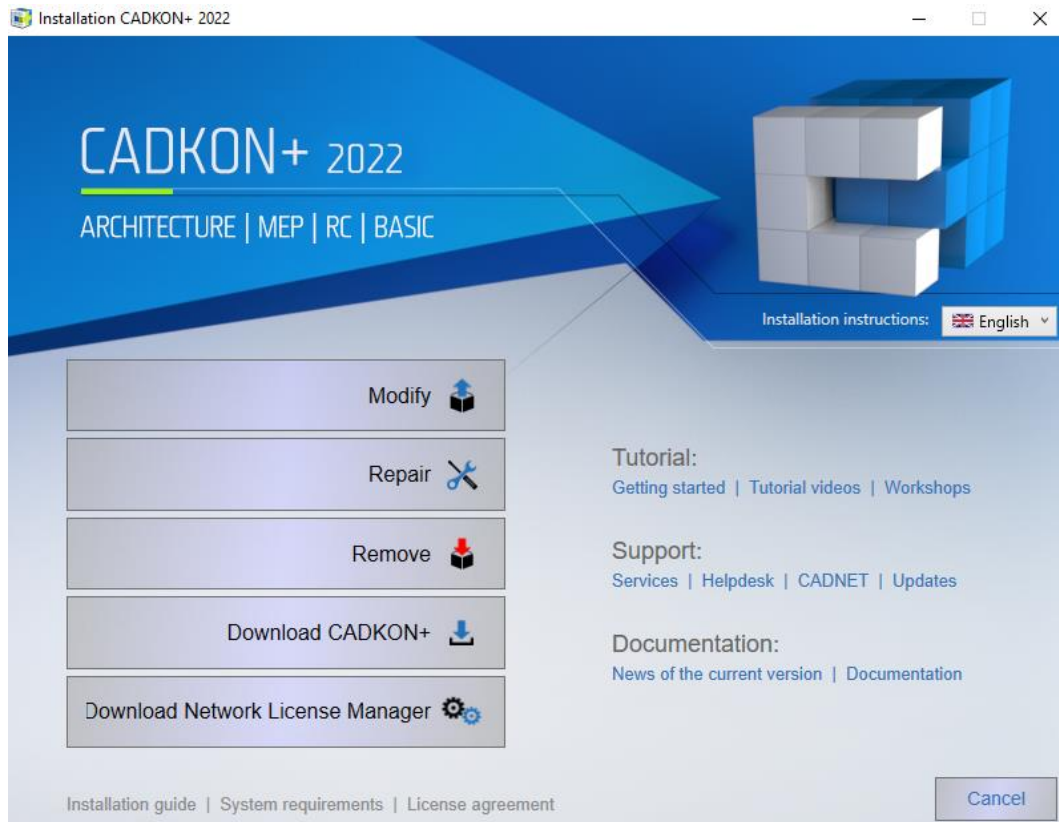 Installation CADKON+ 2022
CADKON+ 2022
ARCHITECTURE | MEP | RC | BASIC
Installation instructions: English
Modify
Repair
Remove
Download CADKON+
Download Network License Manager
Tutorial:
Getting started | Tutorial videos | Workshops
Support:
Services | Helpdesk | CADNET | Updates
Documentation:
News of the current version | Documentation
Installation guide | System requirements | License agreement
Cancel